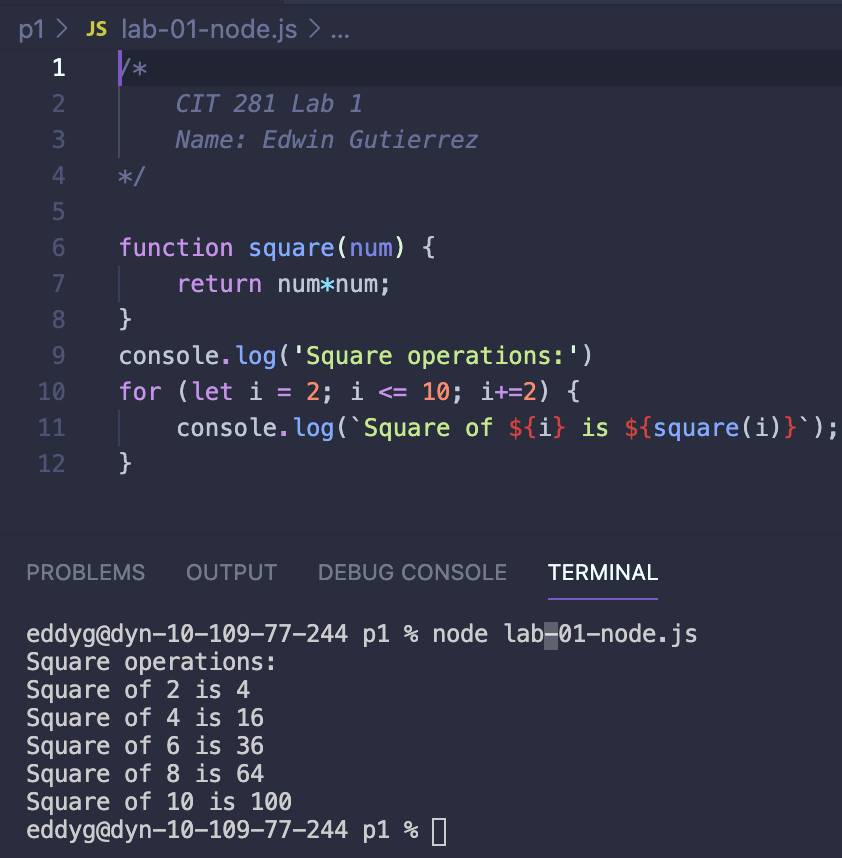 p1 > JS lab-01-node.js > ...
1 /*
2     CIT 281 Lab 1
3     Name: Edwin Gutierrez
4 */
5
6 function square(num) {
7     return num*num;
8 }
9 console.log('Square operations:')
10 for (let i = 2; i <= 10; i+=2) {
11     console.log(`Square of ${i} is ${square(i)}`);
12 }
PROBLEMS OUTPUT DEBUG CONSOLE TERMINAL
eddyg@dyn-10-109-77-244 p1 % node lab-01-node.js
Square operations:
Square of 2 is 4
Square of 4 is 16
Square of 6 is 36
Square of 8 is 64
Square of 10 is 100
eddyg@dyn-10-109-77-244 p1 %